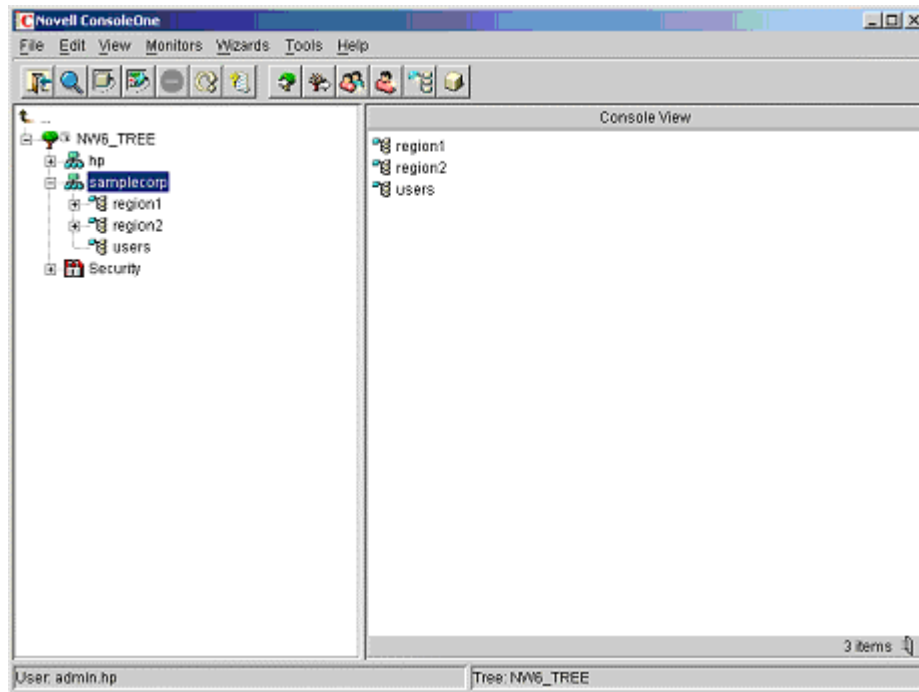 Novell ConsoleOne
File Edit View Monitors Wizards Tools Help
..
NW6_TREE
hp
samplecorp
region1
region2
users
Security
Console View
region1
region2
users
3 items
User: admin.hp
Tree: NW6_TREE